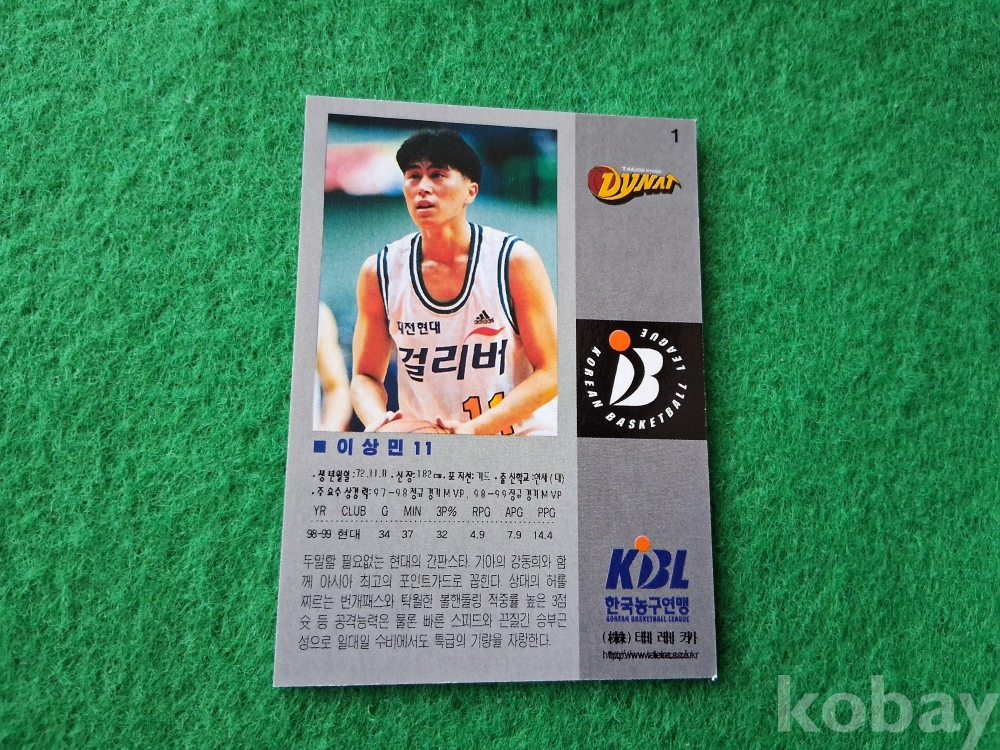 1
DYNAT
대전현대
adidas
걸리버
11
KOREAN BASKETBALL LEAGUE
■ 이 상 민 11
· 생년월일 : 72.11.11 · 신장 : 182cm · 포지션 : 가드 · 출신학교 : 연세(대)
· 주요수상경력 : 97-98정규경기MVP, 98-99정규경기MVP
YR CLUB G MIN 3P% RPG APG PPG
98-99 현대 34 37 32 4.9 7.9 14.4
두말할 필요없는 현대의 간판스타. 기아의 강동희와 함
께 아시아 최고의 포인트가드로 꼽힌다. 상대의 허를
찌르는 번개패스와 탁월한 볼핸들링 적중률 높은 3점
슛 등 공격능력은 물론 빠른 스피드와 끈질긴 승부근
성으로 일대일 수비에서도 특급의 기량을 자랑한다.
KBL
한국농구연맹
KOREAN BASKETBALL LEAGUE
(株) 테레카
kobay